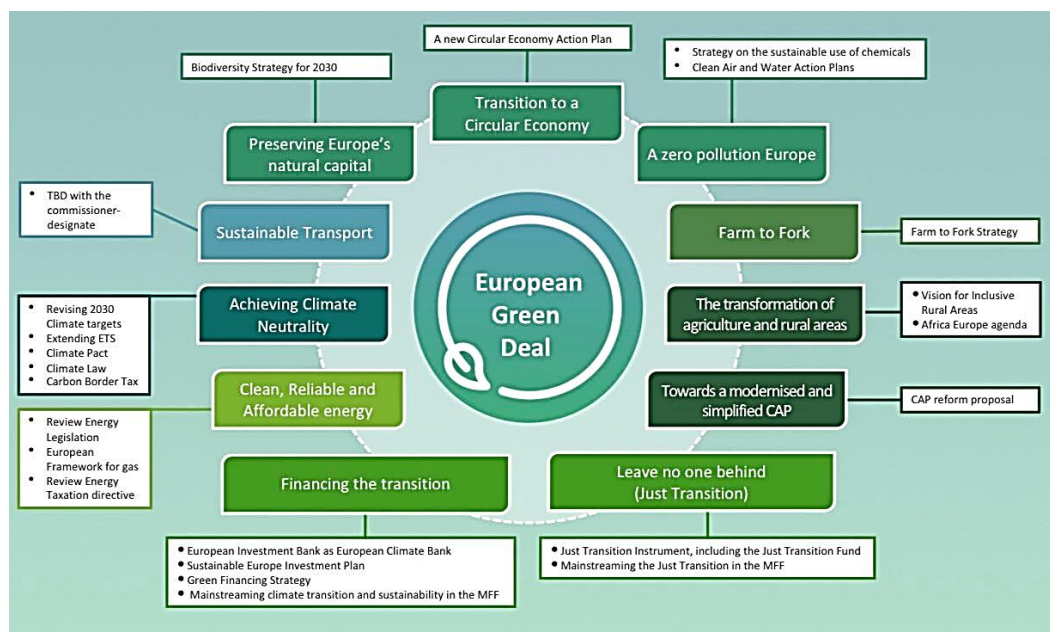 A new Circular Economy Action Plan
Biodiversity Strategy for 2030
• Strategy on the sustainable use of chemicals
• Clean Air and Water Action Plans
Transition to a
Circular Economy
Preserving Europe's
natural capital
A zero pollution Europe
• TBD with the
commissioner-
designate
Sustainable Transport
Farm to Fork
Farm to Fork Strategy
European
Green
Deal
• Revising 2030
Climate targets
• Extending ETS
• Climate Pact
• Climate Law
• Carbon Border Tax
Achieving Climate
Neutrality
The transformation of
agriculture and rural areas
• Vision for Inclusive
Rural Areas
• Africa Europe agenda
Clean, Reliable and
Affordable energy
Towards a modernised and
simplified CAP
CAP reform proposal
• Review Energy
Legislation
• European
Framework for gas
• Review Energy
Taxation directive
Financing the transition
Leave no one behind
(Just Transition)
• European Investment Bank as European Climate Bank
• Sustainable Europe Investment Plan
• Green Financing Strategy
• Mainstreaming climate transition and sustainability in the MFF
• Just Transition Instrument, including the Just Transition Fund
• Mainstreaming the Just Transition in the MFF